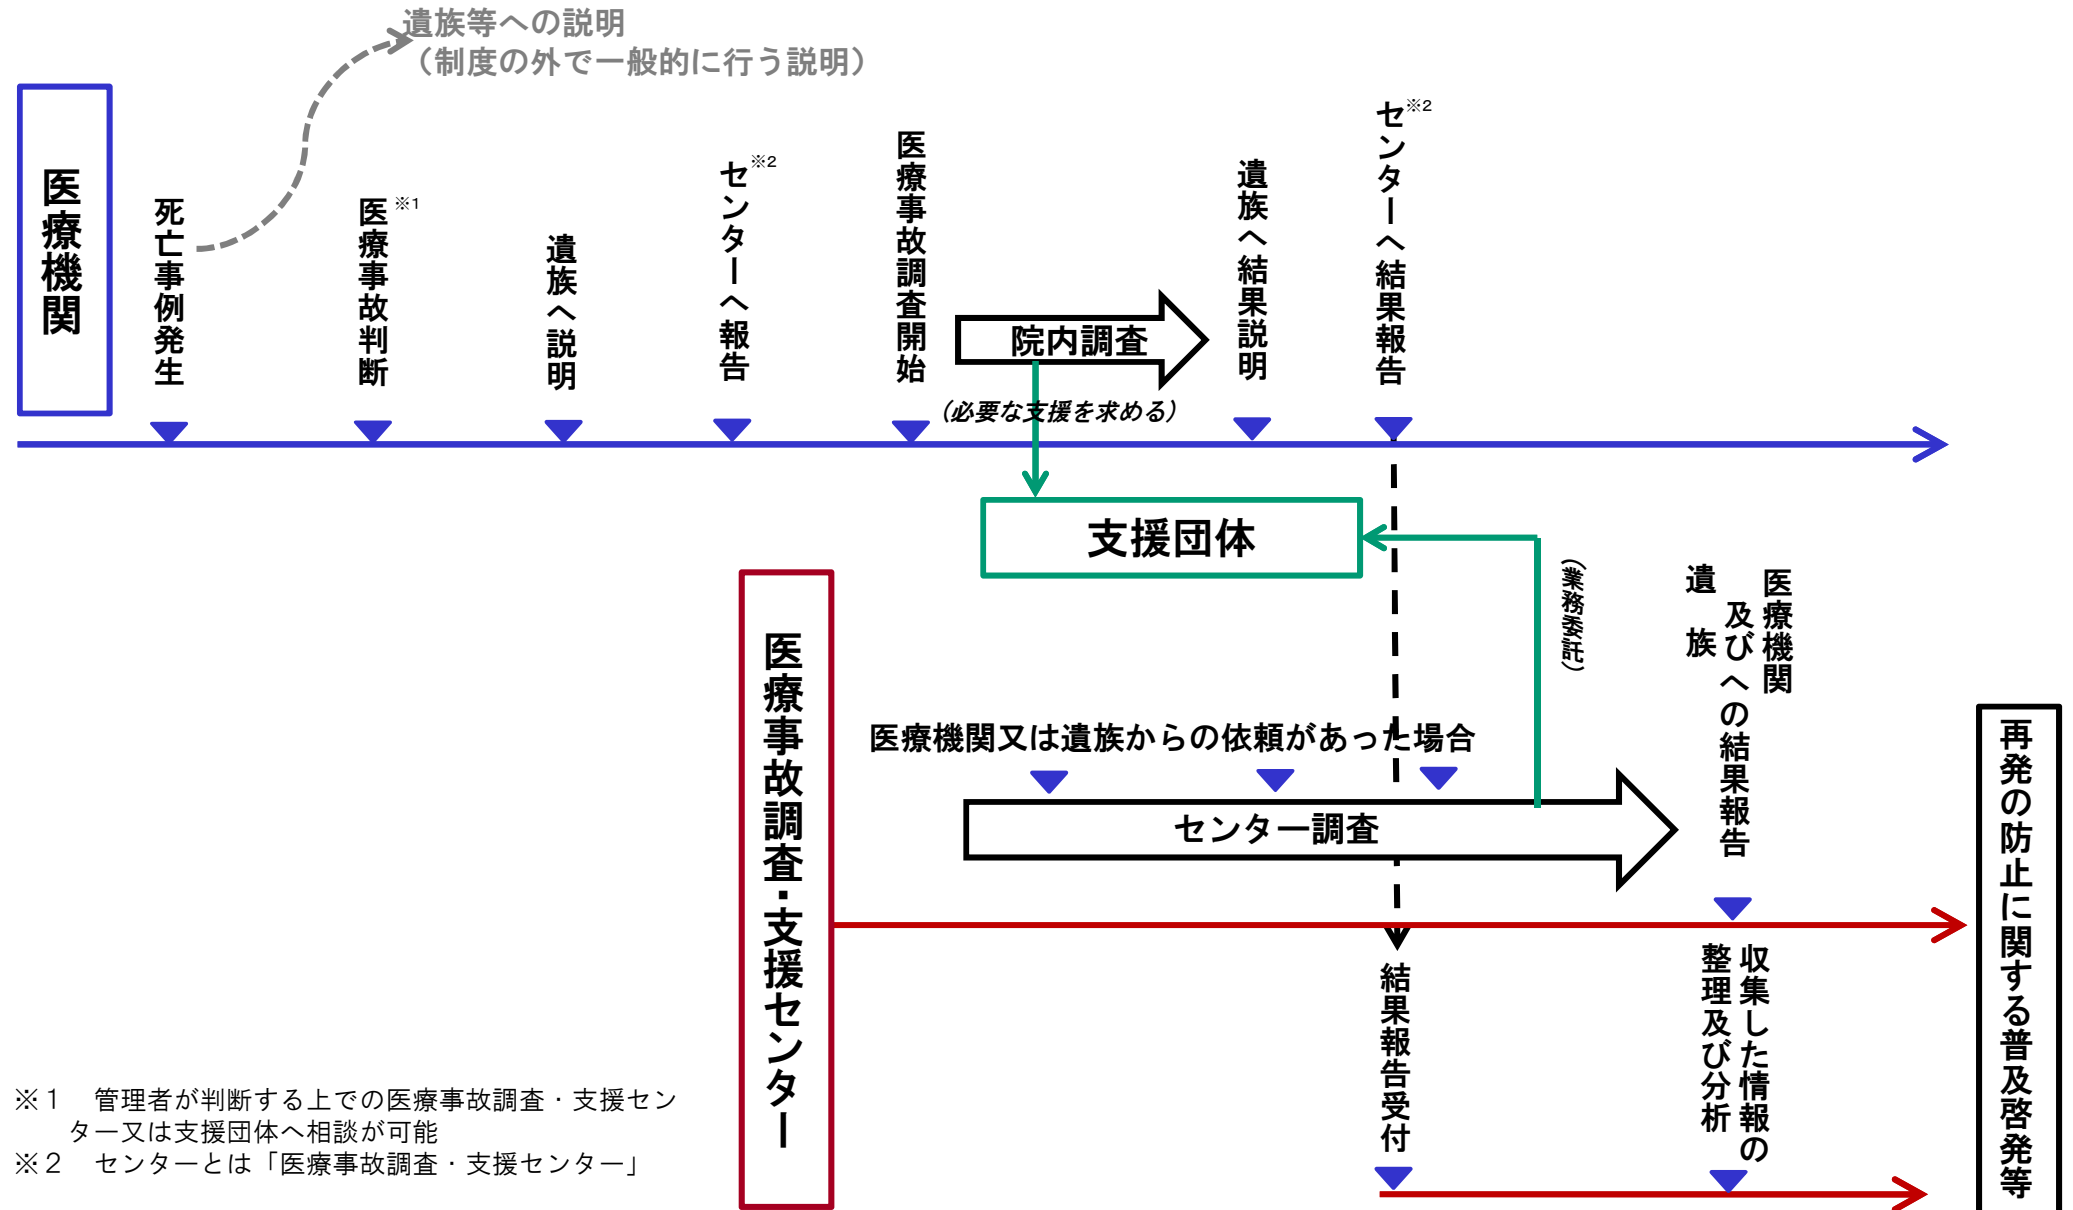 遺族等への説明
（制度の外で一般的に行う説明）
医療機関
死亡事例発生
医療事故判断※1
遺族へ説明
センターへ報告※2
医療事故調査開始
院内調査
（必要な支援を求める）
遺族へ結果説明
センターへ結果報告※2
支援団体
（業務委託）
医療事故調査・支援センター
医療機関又は遺族からの依頼があった場合
センター調査
医療機関
及びへの結果報告
遺　族
結果報告受付
収集した情報の
整理及び分析
再発の防止に関する普及啓発等
※１　管理者が判断する上での医療事故調査・支援セン
ター又は支援団体へ相談が可能
※２　センターとは「医療事故調査・支援センター」